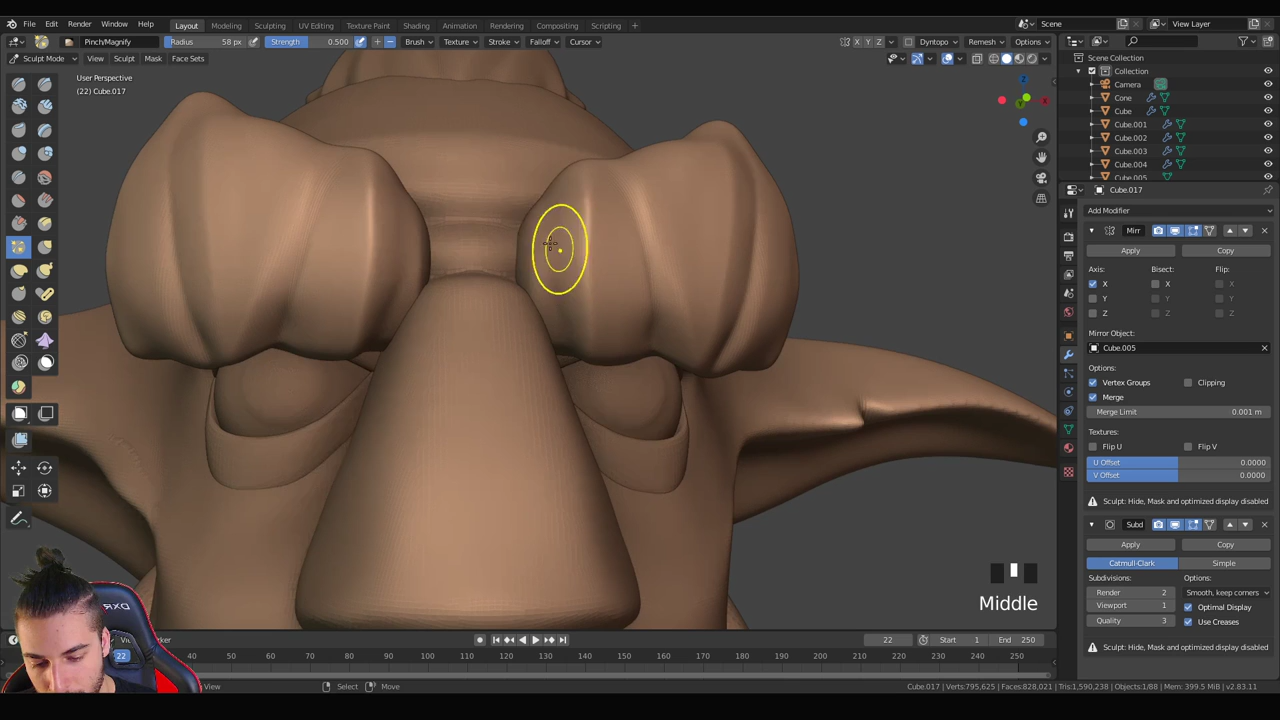 File Edit Render Window Help Layout Modeling Sculpting UV Editing Texture Paint Shading Animation Rendering Compositing Scripting + Scene View Layer
Pinch/Magnify Radius 58 px Strength 0.500 + − Brush Texture Stroke Falloff Cursor X Y Z Dyntopo Remesh Options
Sculpt Mode View Sculpt Mask Face Sets
User Perspective
(22) Cube.017
Scene Collection
Collection
Camera
Cone
Cube
Cube.001
Cube.002
Cube.003
Cube.004
Cube.005
Cube.017
Add Modifier
Mirr
Apply Copy
Axis: Bisect: Flip:
X X X
Y Y Y
Z Z Z
Mirror Object:
Cube.005
Options:
Vertex Groups Clipping
Merge
Merge Limit 0.001 m
Textures:
Flip U Flip V
U Offset 0.0000
V Offset 0.0000
Sculpt: Hide, Mask and optimized display disabled
Subd
Apply Copy
Catmull-Clark Simple
Subdivisions: Options:
Render 2 Smooth, keep corners
Viewport 1 Optimal Display
Quality 3 Use Creases
Sculpt: Hide, Mask and optimized display disabled
Middle
DXR
22 Start 1 End 250
22 40 50 60 70 80 90 100 110 120 130 140 150 160 170 180 190 200 210 220 230 240 250
View Select Move Cube.017 | Verts:795,625 | Faces:828,021 | Tris:1,590,238 | Objects:1/88 | Mem: 399.5 MiB | v2.83.11